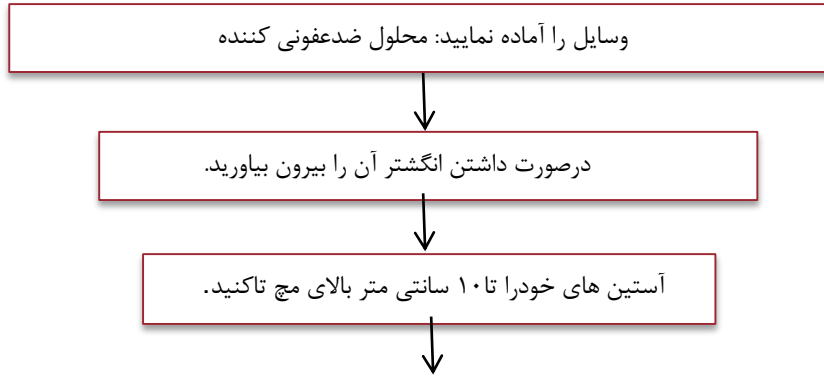 وسایل را آماده نمایید: محلول ضدعفونی کننده
درصورت داشتن انگشتر آن را بیرون بیاورید.
آستین های خودرا تا۱۰ سانتی متر بالای مچ تاکنید.